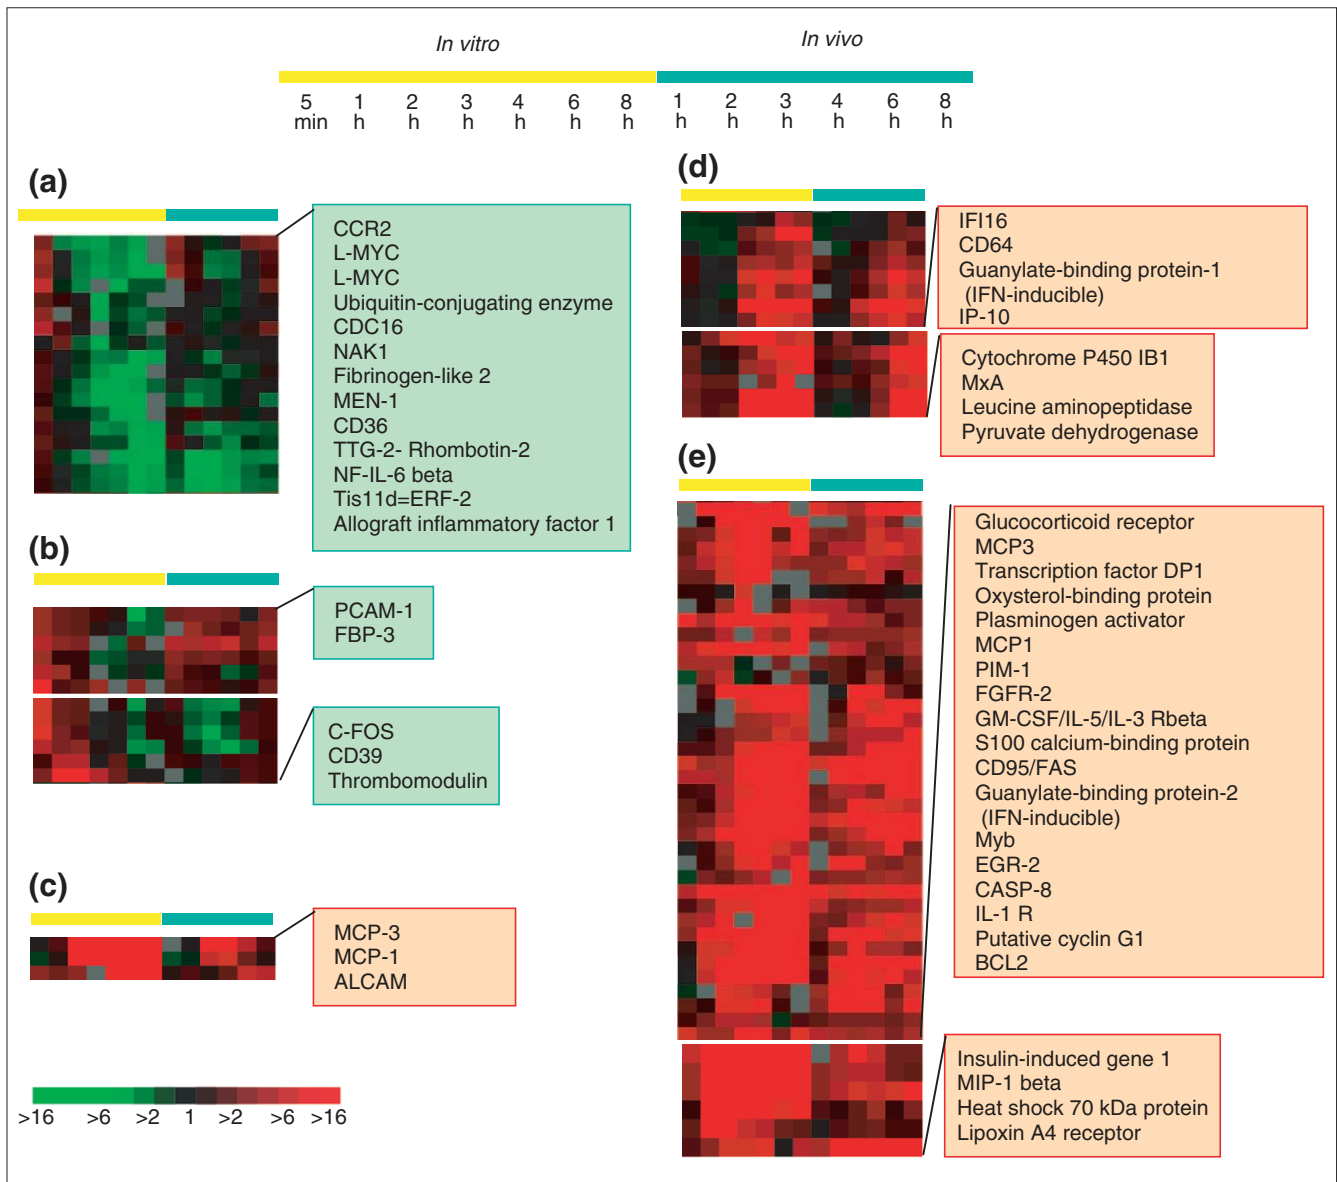 In vitro
In vivo
5 min
1 h
2 h
3 h
4 h
6 h
8 h
1 h
2 h
3 h
4 h
6 h
8 h
(a)
CCR2
L-MYC
L-MYC
Ubiquitin-conjugating enzyme
CDC16
NAK1
Fibrinogen-like 2
MEN-1
CD36
TTG-2- Rhombotin-2
NF-IL-6 beta
Tis11d=ERF-2
Allograft inflammatory factor 1
(b)
PCAM-1
FBP-3
C-FOS
CD39
Thrombomodulin
(c)
MCP-3
MCP-1
ALCAM
>16 >6 >2 1 >2 >6 >16
(d)
IFI16
CD64
Guanylate-binding protein-1
(IFN-inducible)
IP-10
Cytochrome P450 IB1
MxA
Leucine aminopeptidase
Pyruvate dehydrogenase
(e)
Glucocorticoid receptor
MCP3
Transcription factor DP1
Oxysterol-binding protein
Plasminogen activator
MCP1
PIM-1
FGFR-2
GM-CSF/IL-5/IL-3 Rbeta
S100 calcium-binding protein
CD95/FAS
Guanylate-binding protein-2
(IFN-inducible)
Myb
EGR-2
CASP-8
IL-1 R
Putative cyclin G1
BCL2
Insulin-induced gene 1
MIP-1 beta
Heat shock 70 kDa protein
Lipoxin A4 receptor